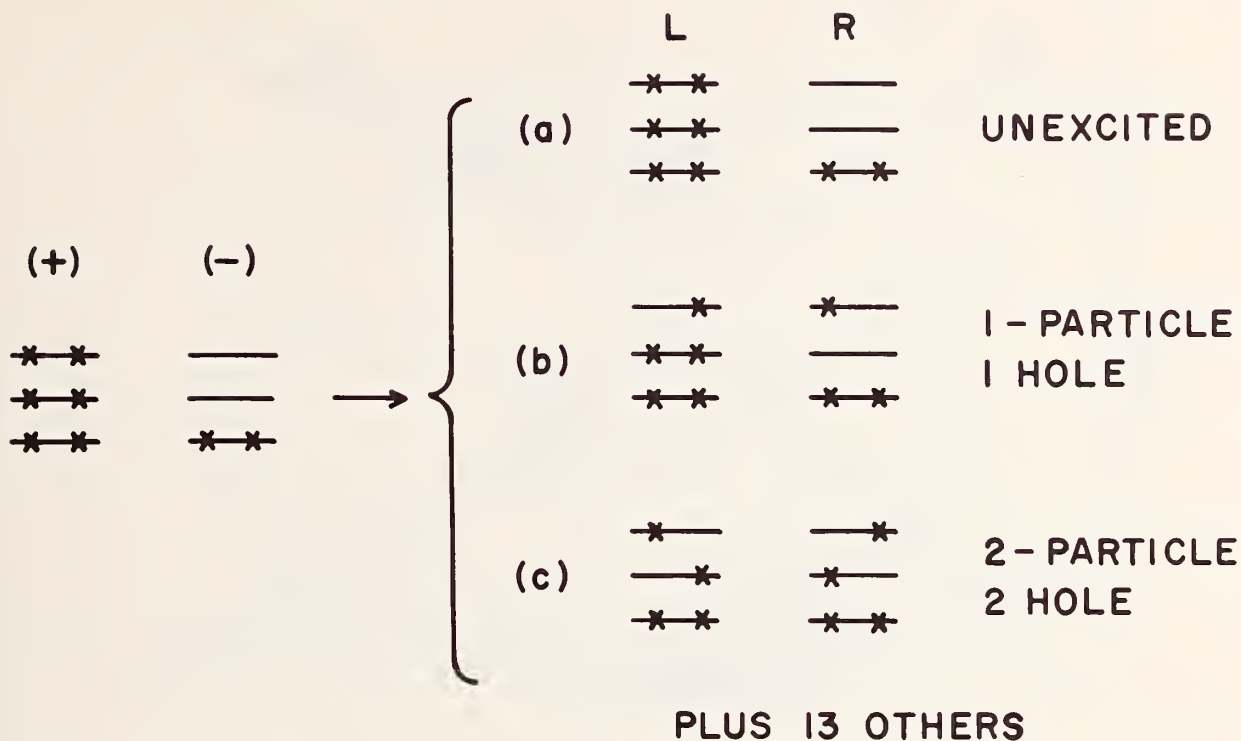 L R
(a) UNEXCITED
(+) (-)
(b) 1-PARTICLE
1 HOLE
(c) 2-PARTICLE
2 HOLE
PLUS 13 OTHERS